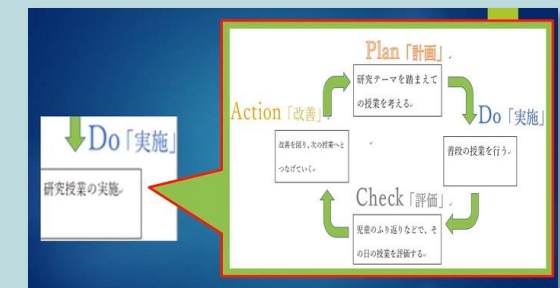 Do「実施」
研究授業の実施。
Plan「計画」
研究テーマを踏まえて
の授業を考える。
Do「実施」
普段の授業を行う。
Check「評価」
児童のふり返りなどで、そ
の日の授業を評価する。
Action「改善」
改善を図り、次の授業へと
つなげていく。